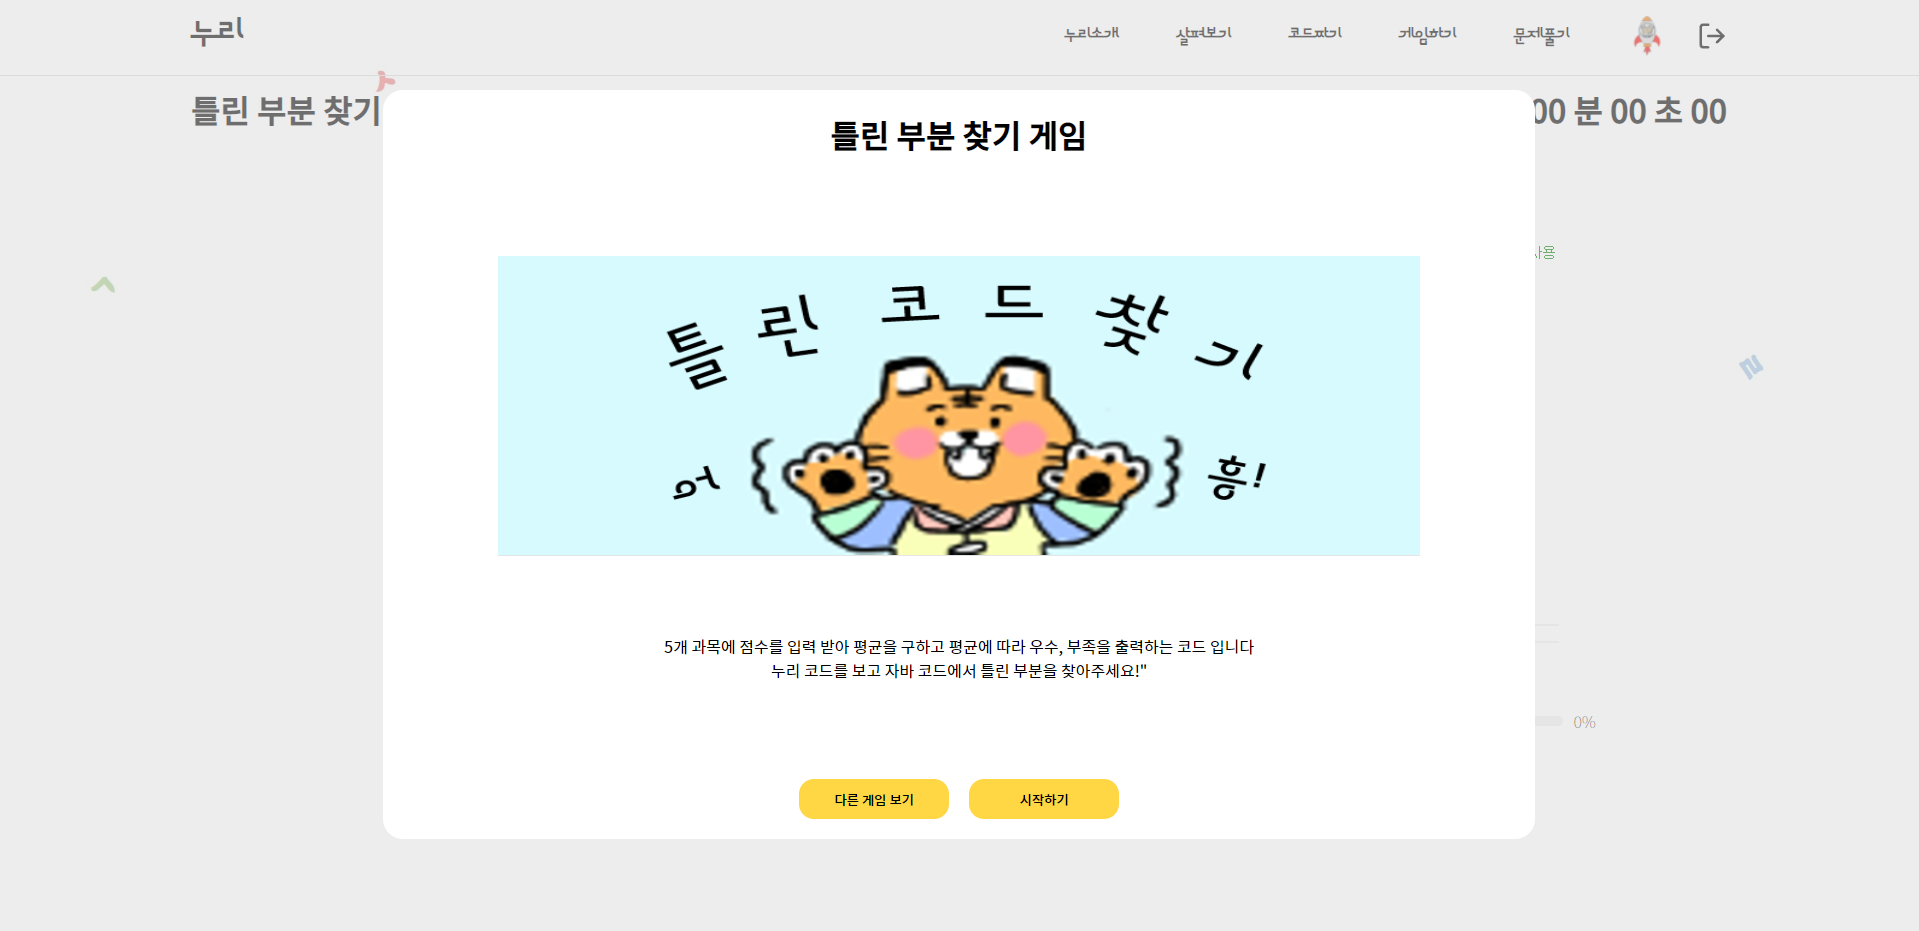 누리
누리소개 살펴보기 코드짜기 게임하기 문제풀기
틀린 부분 찾기
00 분 00 초 00
틀린 부분 찾기 게임
사용
틀린 코드 찾기
어흥!
5개 과목에 점수를 입력 받아 평균을 구하고 평균에 따라 우수, 부족을 출력하는 코드 입니다
누리 코드를 보고 자바 코드에서 틀린 부분을 찾아주세요!"
0%
다른 게임 보기 시작하기